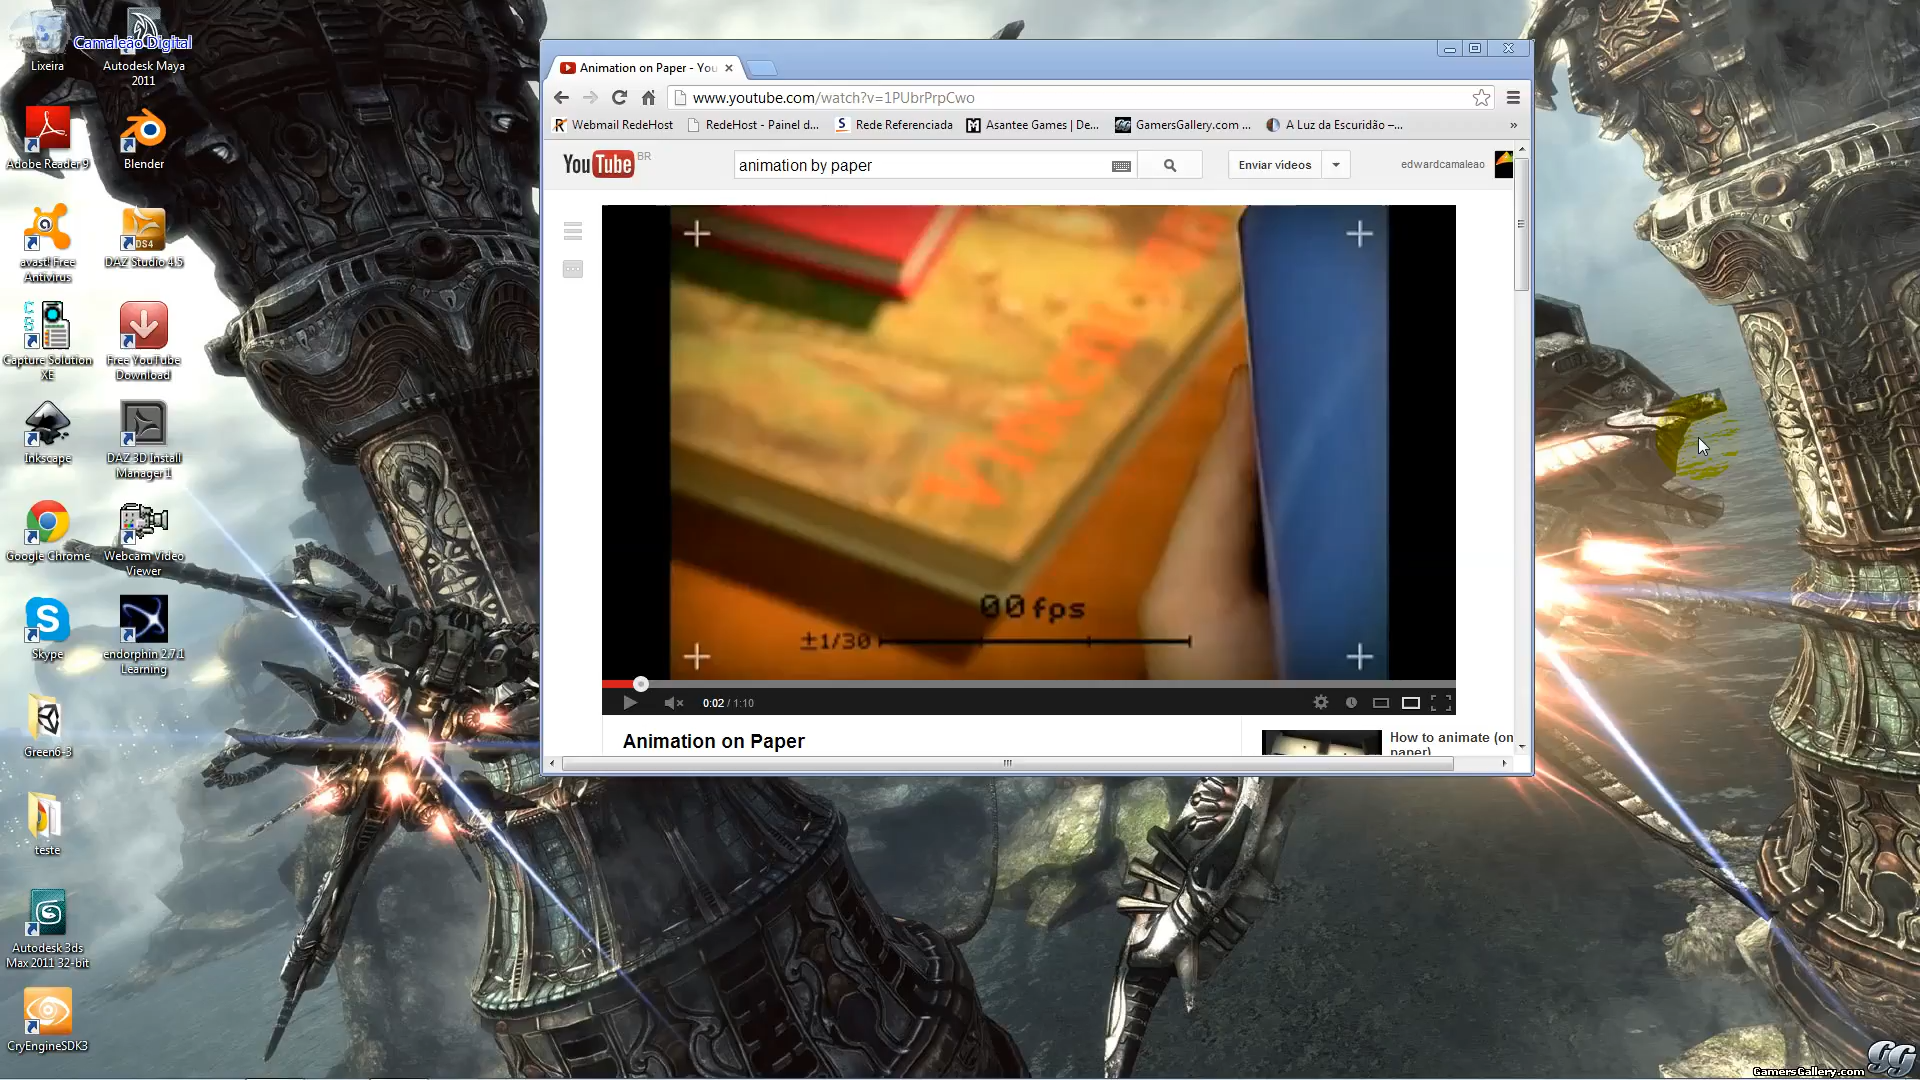 Camaleão Digital
Lixeira
Autodesk Maya
2011
Adobe Reader 9
Blender
avast! Free
Antivirus
DS4
DAZ Studio 4.5
Capture Solution
XE
Free YouTube
Download
Inkscape
DAZ 3D Install
Manager 1
Google Chrome
Webcam Video
Viewer
Skype
endorphin 2.7.1
Learning
Green6-3
teste
Autodesk 3ds
Max 2011 32-bit
CryEngineSDK3
Animation on Paper - You
www.youtube.com/watch?v=1PUbrPrpCwo
Webmail RedeHost
RedeHost - Painel d...
Rede Referenciada
Asantee Games | De...
GamersGallery.com ...
A Luz da Escuridão –...
»
YouTube BR
animation by paper
Enviar vídeos
edwardcamaleao
00 fps
±1/30
0:02 / 1:10
Animation on Paper
How to animate (on
paper)
GG
GamersGallery.com